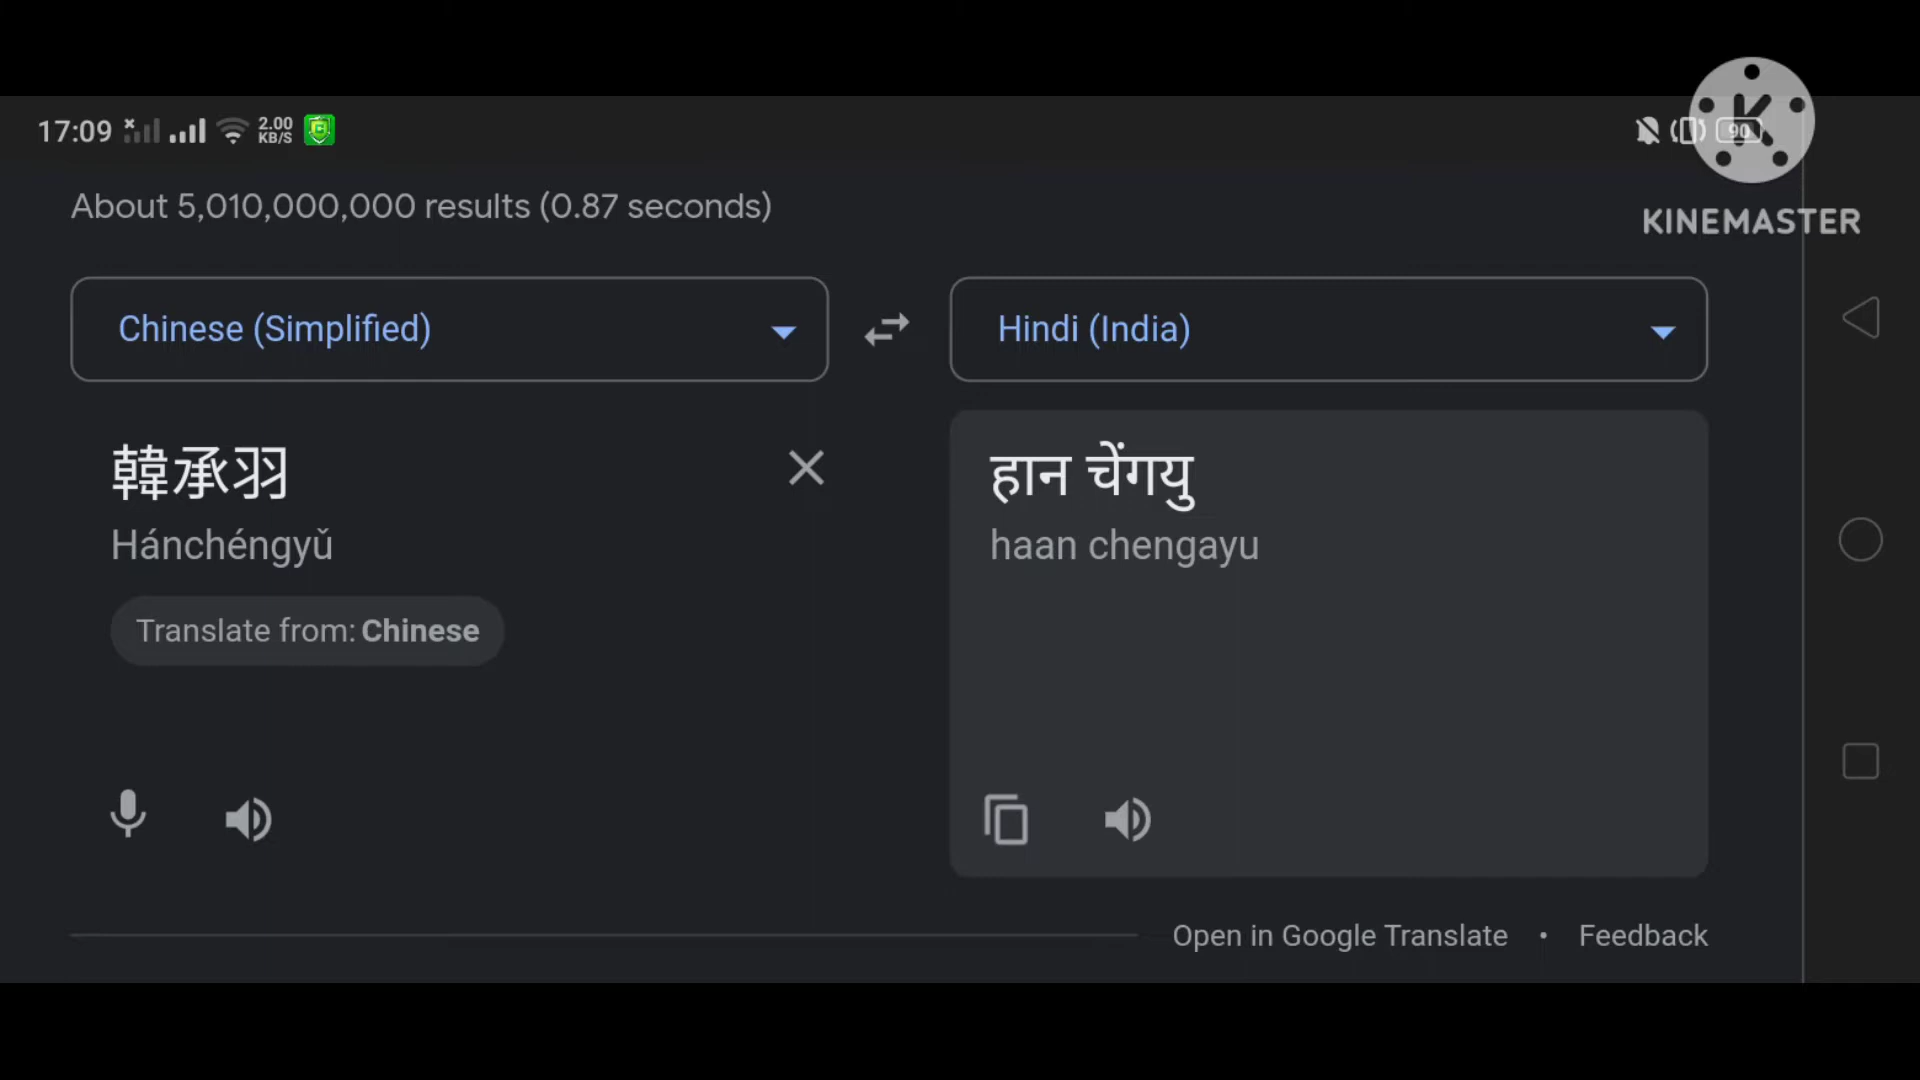 17:09 2.00 KB/S 90
KINEMASTER
About 5,010,000,000 results (0.87 seconds)
Chinese (Simplified)
Hindi (India)
韓承羽
Hánchéngyǔ
Translate from: Chinese
हान चेंगयु
haan chengayu
Open in Google Translate • Feedback